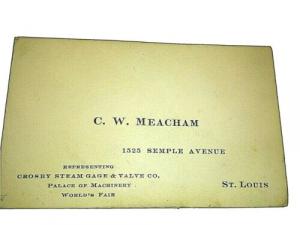 C. W. MEACHAM
1525 SEMPLE AVENUE
REPRESENTING
CROSBY STEAM GAGE & VALVE CO.
PALACE OF MACHINERY
WORLD'S FAIR
ST. LOUIS